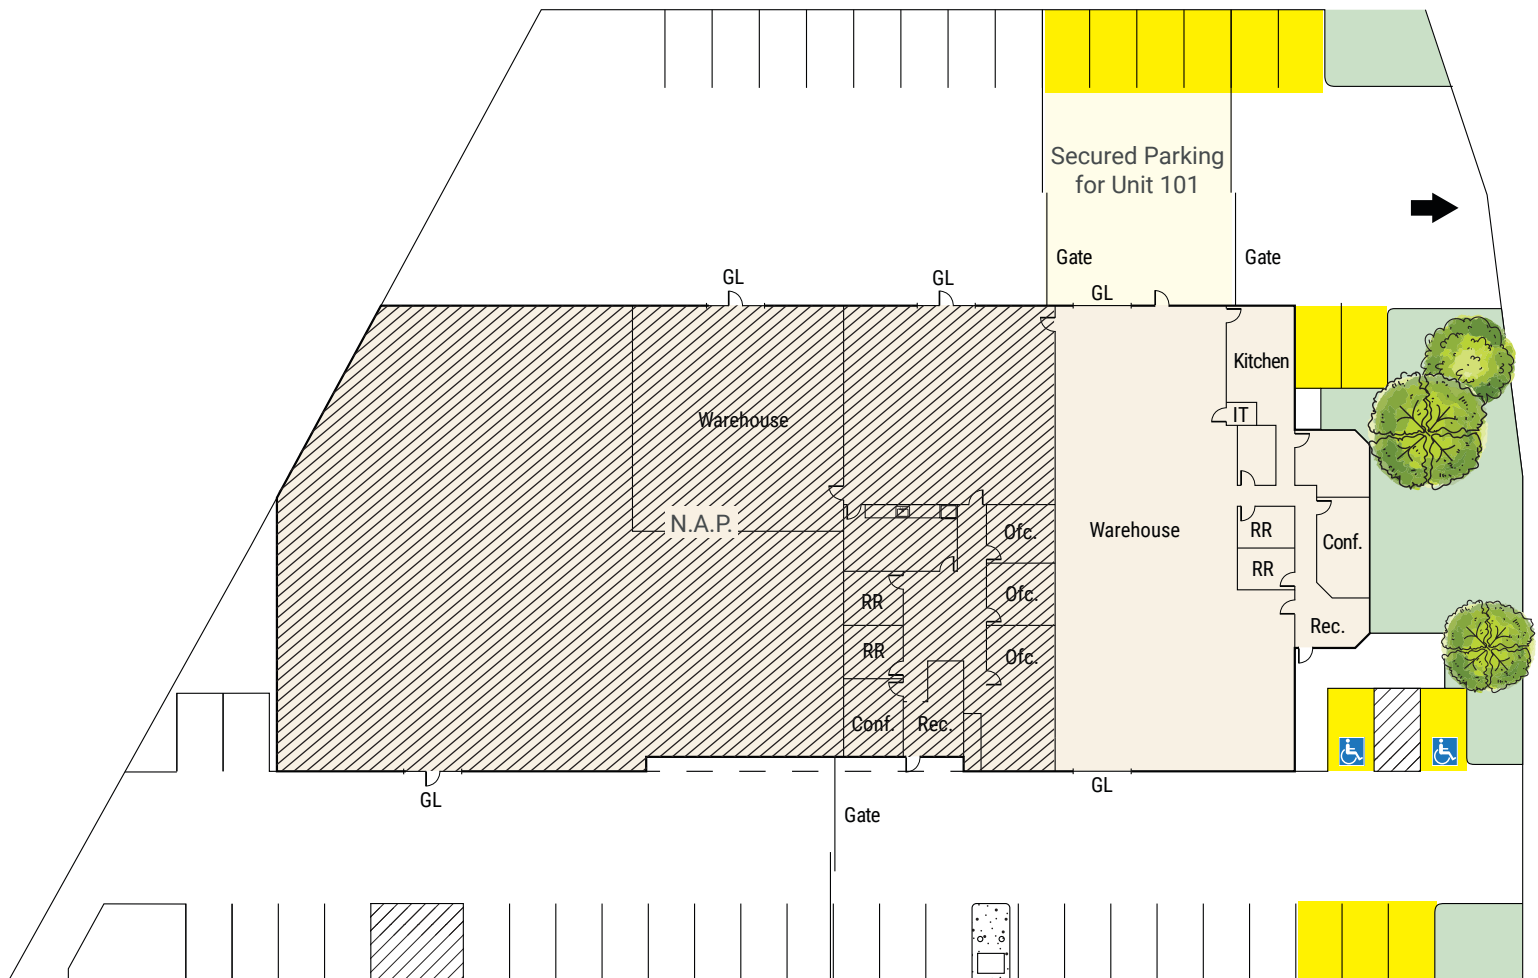 Secured Parking
for Unit 101
Gate
Gate
GL
GL
GL
Kitchen
IT
Warehouse
N.A.P.
Ofc.
Warehouse
RR
Conf.
RR
Ofc.
RR
Rec.
RR
Ofc.
Conf.
Rec.
GL
GL
Gate